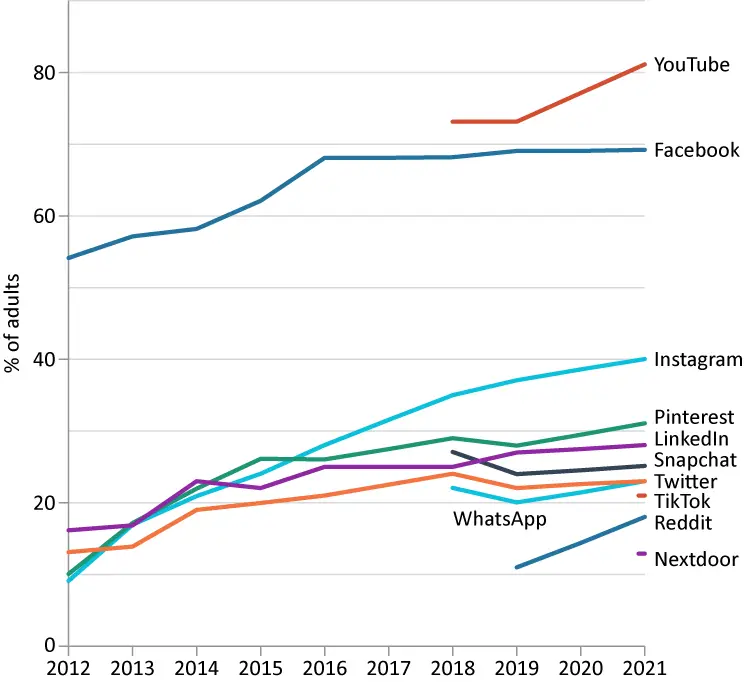 % of adults
80
60
40
20
0
2012 2013 2014 2015 2016 2017 2018 2019 2020 2021
YouTube
Facebook
Instagram
Pinterest
LinkedIn
Snapchat
Twitter
TikTok
WhatsApp
Reddit
Nextdoor